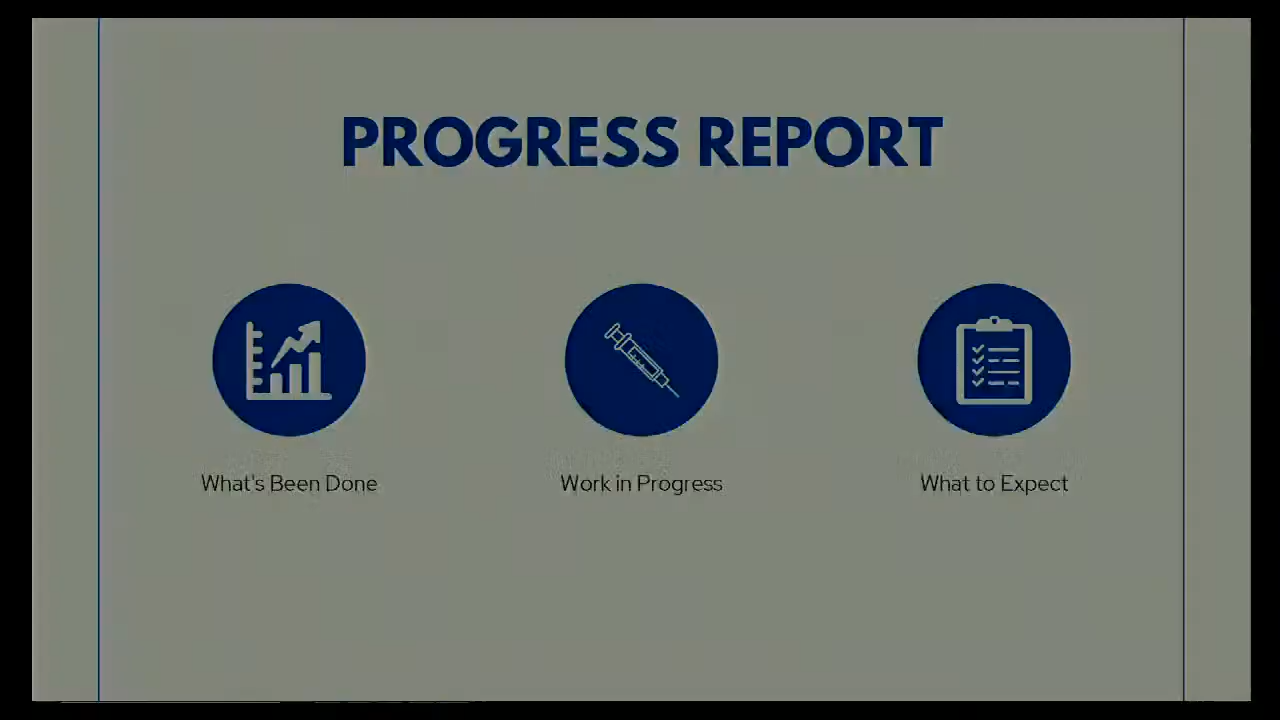 PROGRESS REPORT
What's Been Done
Work in Progress
What to Expect